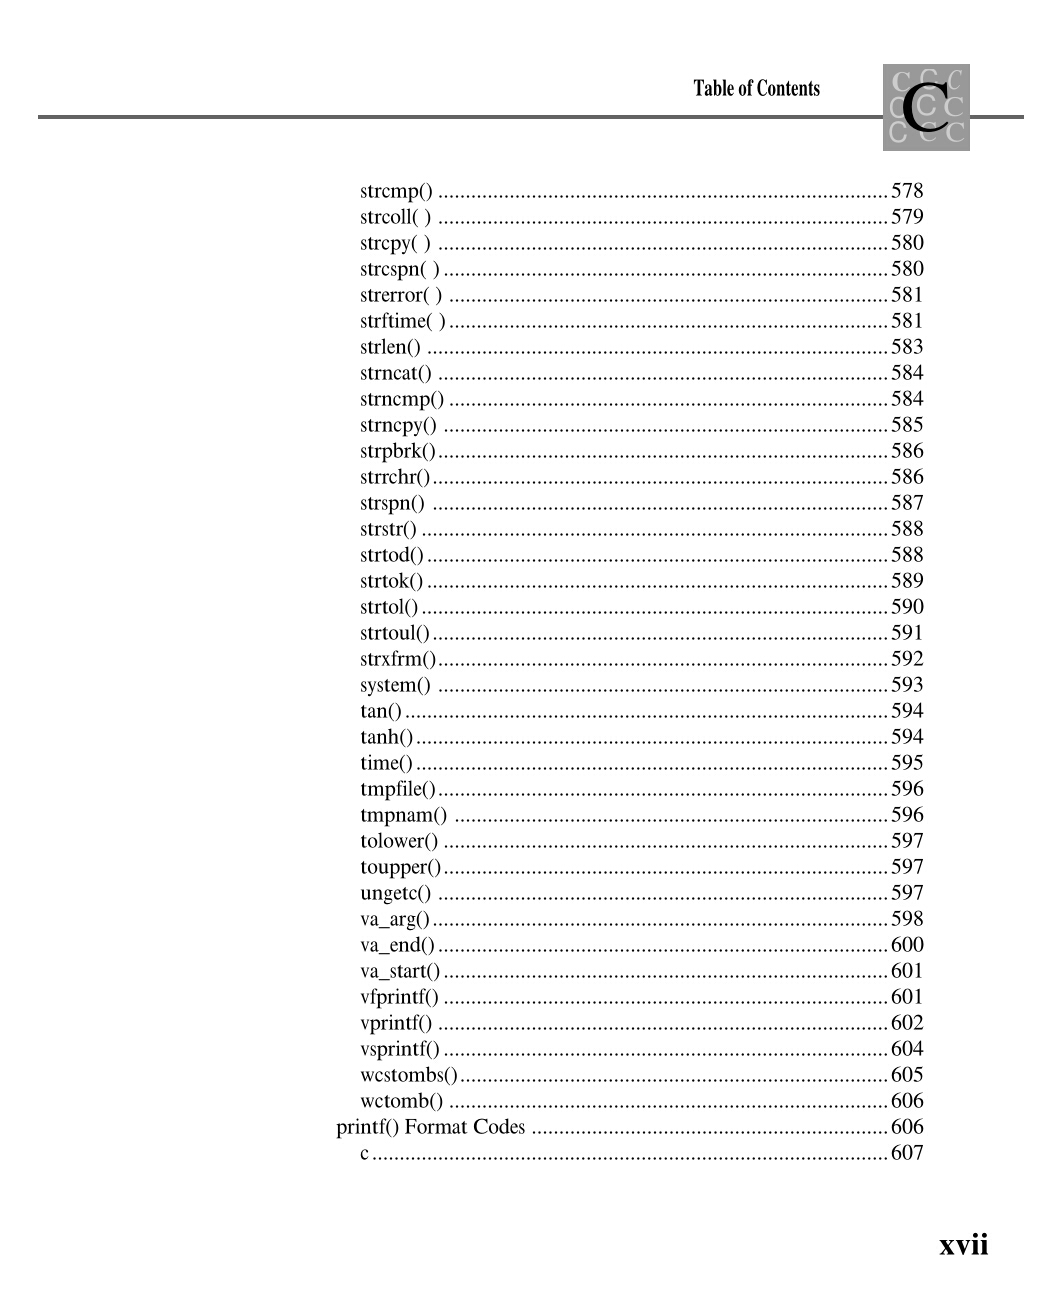 Table of Contents
C C C
C C C
C C C
C
strcmp() ..................................................................................578
strcoll( ) ..................................................................................579
strcpy( ) ..................................................................................580
strcspn( ) .................................................................................580
strerror( ) ................................................................................581
strftime( ) ................................................................................581
strlen() ....................................................................................583
strncat() ..................................................................................584
strncmp() ................................................................................584
strncpy() .................................................................................585
strpbrk() ..................................................................................586
strrchr() ...................................................................................586
strspn() ...................................................................................587
strstr() .....................................................................................588
strtod() ....................................................................................588
strtok() ....................................................................................589
strtol() .....................................................................................590
strtoul() ...................................................................................591
strxfrm() ..................................................................................592
system() ..................................................................................593
tan() ........................................................................................594
tanh() ......................................................................................594
time() ......................................................................................595
tmpfile() ..................................................................................596
tmpnam() ...............................................................................596
tolower() .................................................................................597
toupper() .................................................................................597
ungetc() ..................................................................................597
va_arg() ...................................................................................598
va_end() ..................................................................................600
va_start() .................................................................................601
vfprintf() .................................................................................601
vprintf() ..................................................................................602
vsprintf() .................................................................................604
wcstombs() ..............................................................................605
wctomb() ................................................................................606
printf() Format Codes .................................................................606
c ..............................................................................................607
xvii